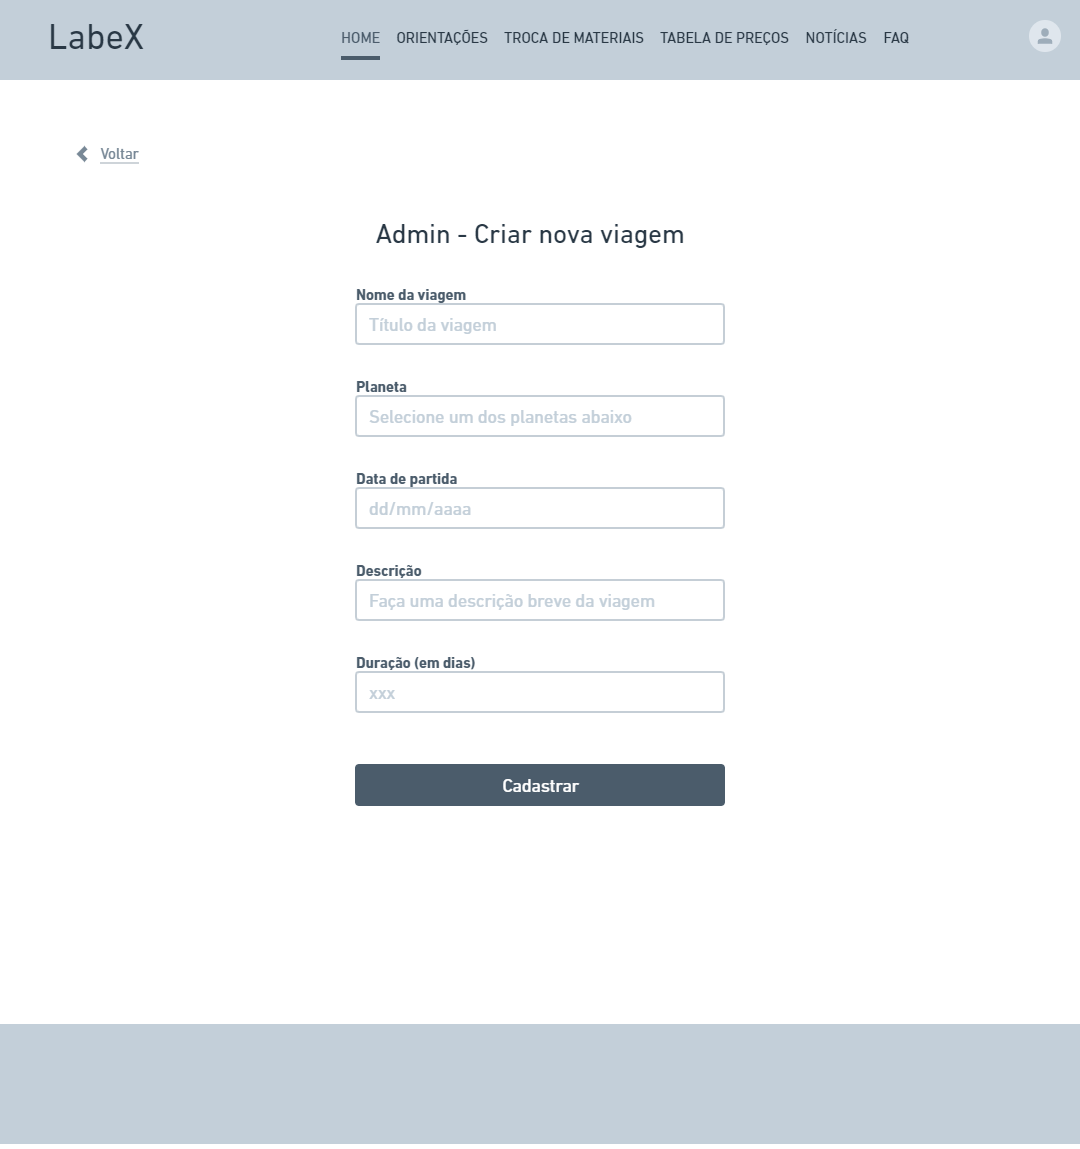 LabeX
HOME ORIENTAÇÕES TROCA DE MATERIAIS TABELA DE PREÇOS NOTÍCIAS FAQ
Voltar
Admin - Criar nova viagem
Nome da viagem
Título da viagem
Planeta
Selecione um dos planetas abaixo
Data de partida
dd/mm/aaaa
Descrição
Faça uma descrição breve da viagem
Duração (em dias)
xxx
Cadastrar